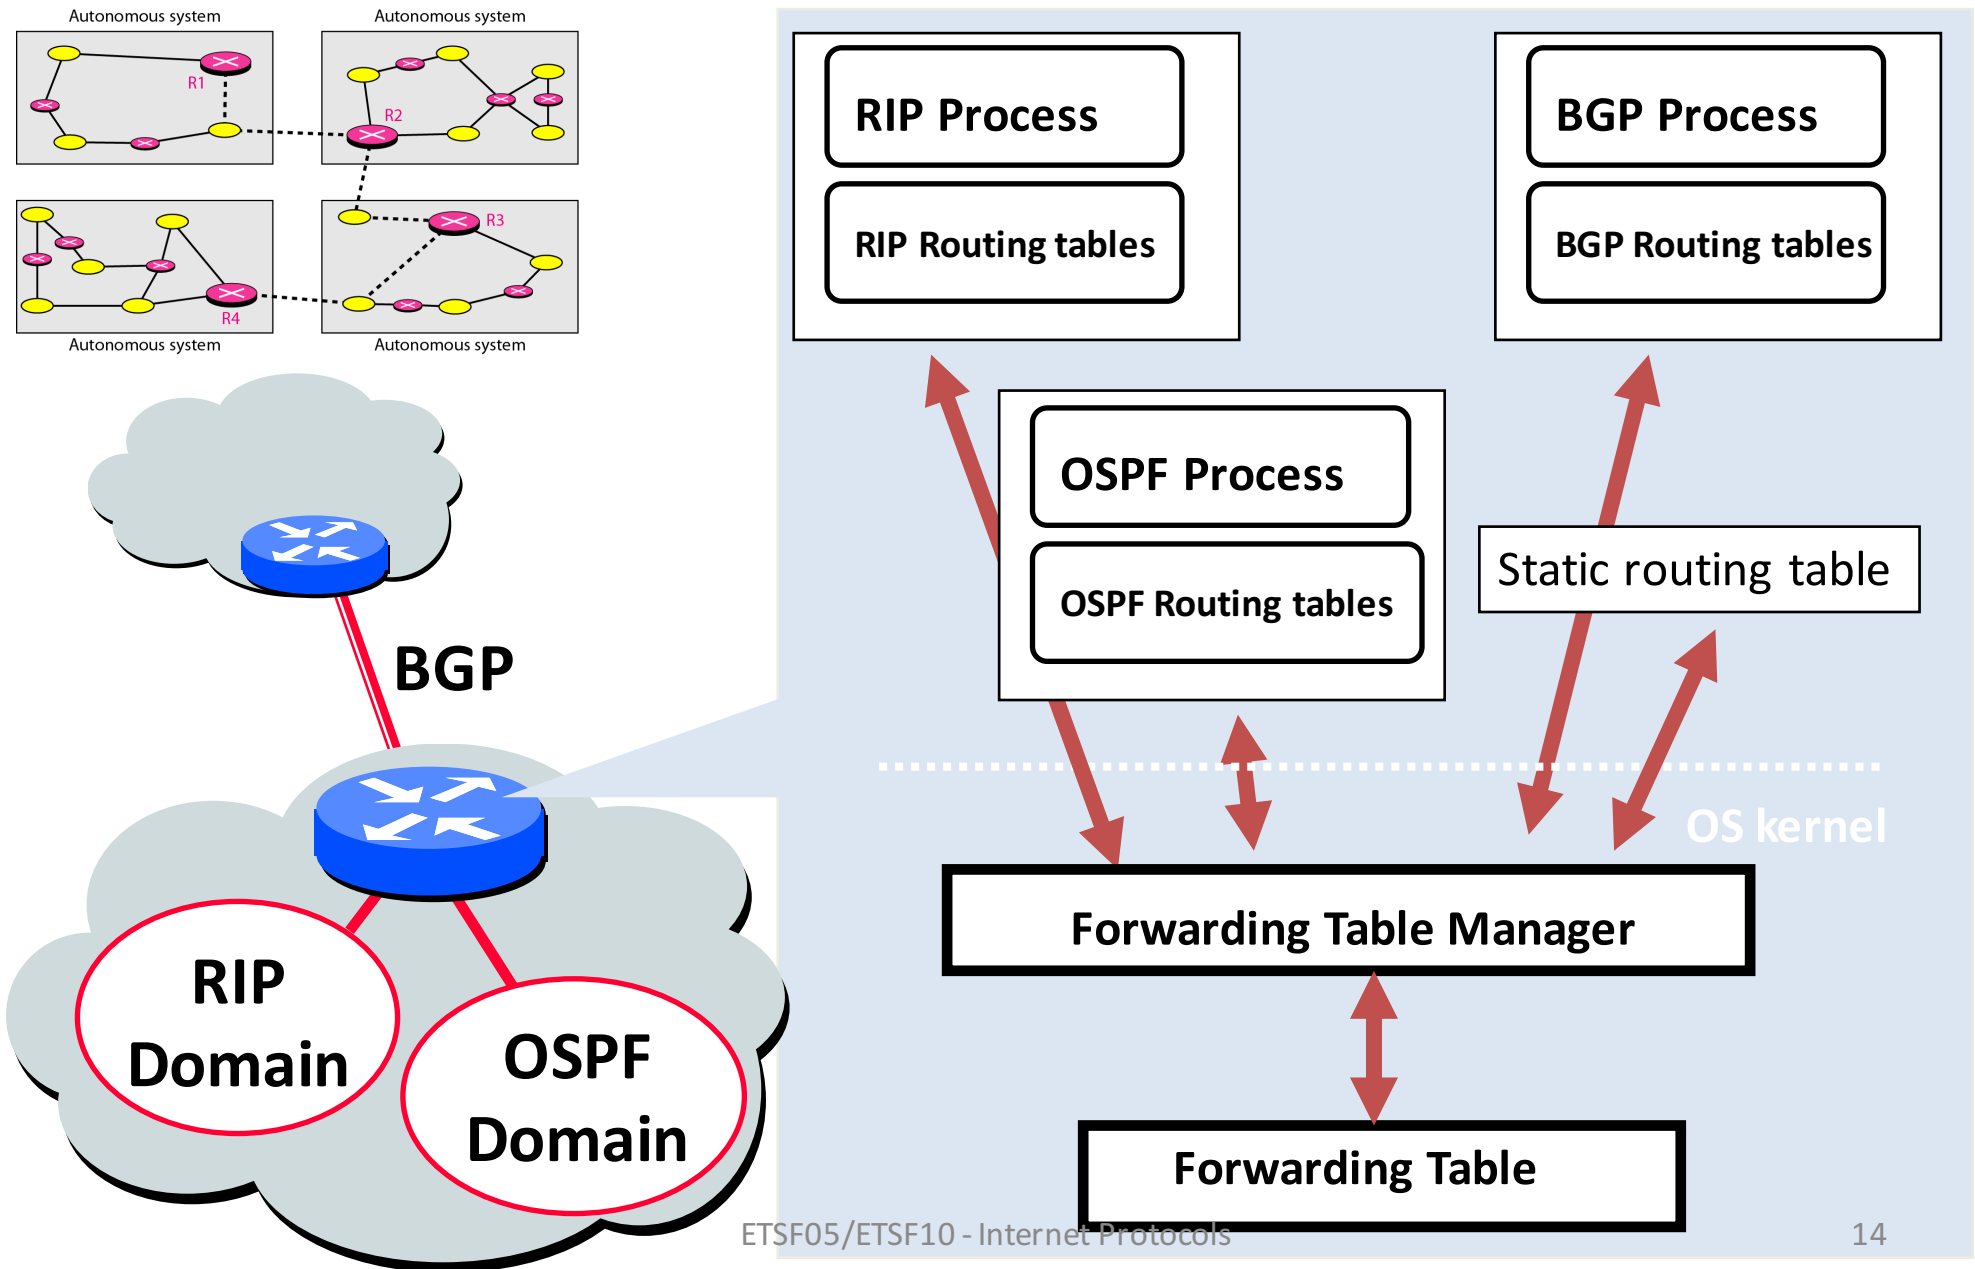 Autonomous system
Autonomous system
R1
R2
R3
R4
Autonomous system
Autonomous system
BGP
RIP
Domain
OSPF
Domain
RIP Process
RIP Routing tables
BGP Process
BGP Routing tables
OSPF Process
OSPF Routing tables
Static routing table
OS kernel
Forwarding Table Manager
Forwarding Table
ETSF05/ETSF10 - Internet Protocols
14